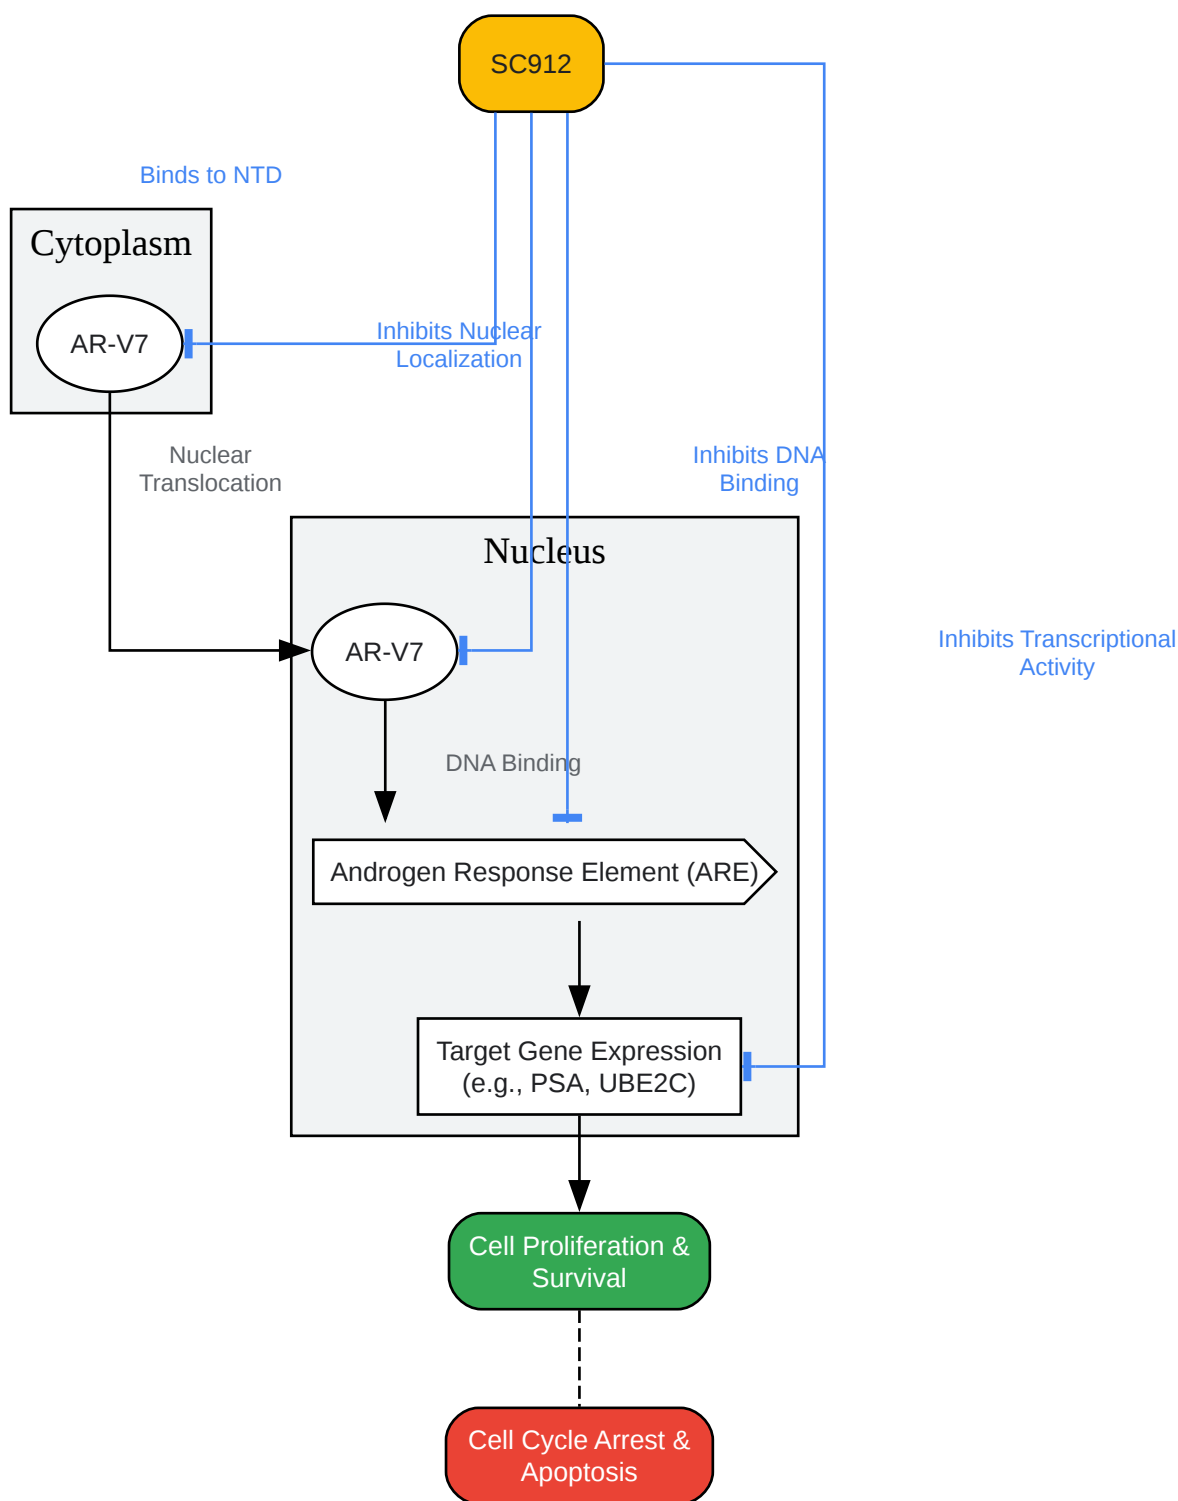 SC912
Binds to NTD
Cytoplasm
AR-V7
Inhibits Nuclear
Localization
Nuclear
Translocation
Inhibits DNA
Binding
Nucleus
AR-V7
Inhibits Transcriptional
Activity
DNA Binding
Androgen Response Element (ARE)
Target Gene Expression
(e.g., PSA, UBE2C)
Cell Proliferation &
Survival
Cell Cycle Arrest &
Apoptosis